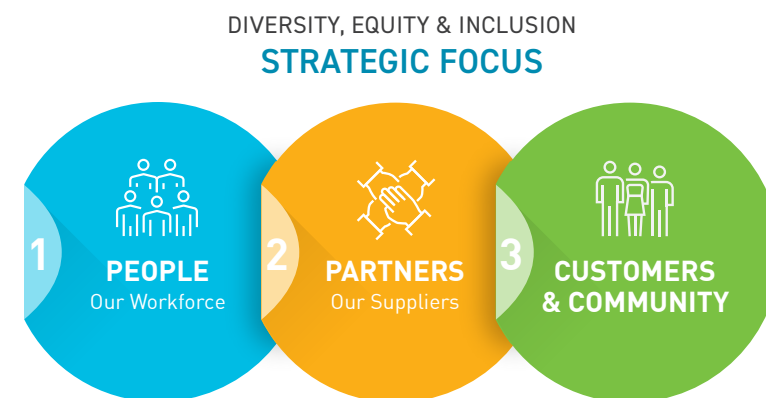 DIVERSITY, EQUITY & INCLUSION
STRATEGIC FOCUS
1
PEOPLE
Our Workforce
2
PARTNERS
Our Suppliers
3
CUSTOMERS
& COMMUNITY